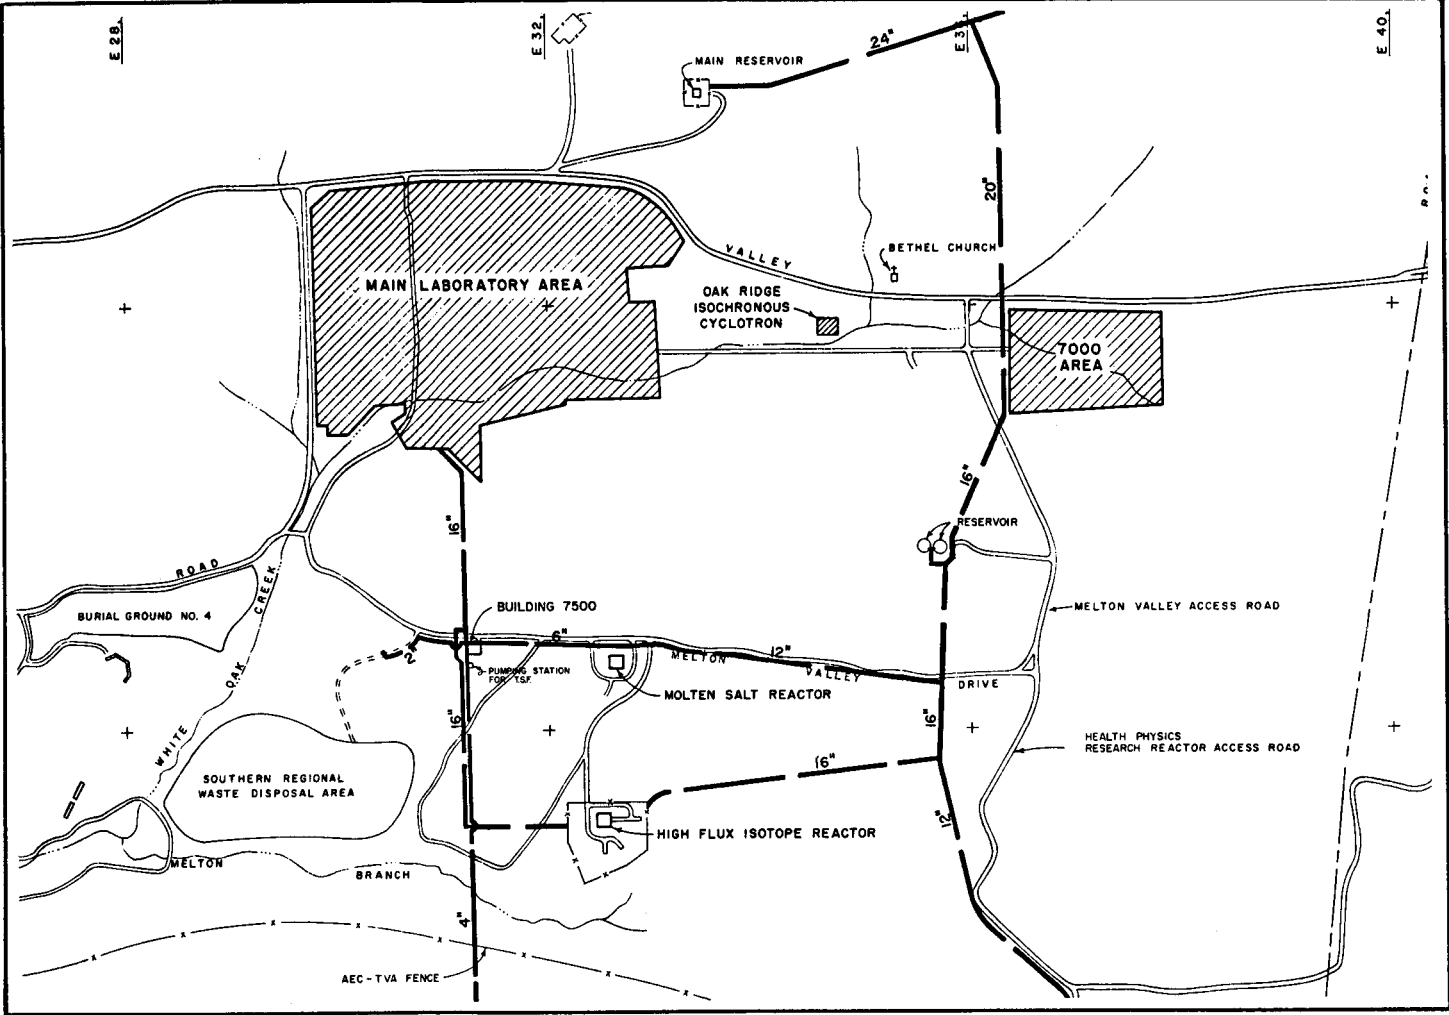 E 28.
E 32.
24"
E 40.
MAIN RESERVOIR
20"
VALLEY
BETHEL CHURCH
MAIN LABORATORY AREA
OAK RIDGE
ISOCHRONOUS
CYCLOTRON
7000
AREA
16"
16"
RESERVOIR
ROAD
CREEK
BURIAL GROUND NO. 4
BUILDING 7500
MELTON VALLEY ACCESS ROAD
6"
2"
12"
MELTON
VALLEY
DRIVE
OAK
PUMPING STATION
FOR T.S.F.
MOLTEN SALT REACTOR
16"
16"
WHITE
HEALTH PHYSICS
RESEARCH REACTOR ACCESS ROAD
SOUTHERN REGIONAL
WASTE DISPOSAL AREA
16"
12"
HIGH FLUX ISOTOPE REACTOR
MELTON
BRANCH
4"
AEC-TVA FENCE